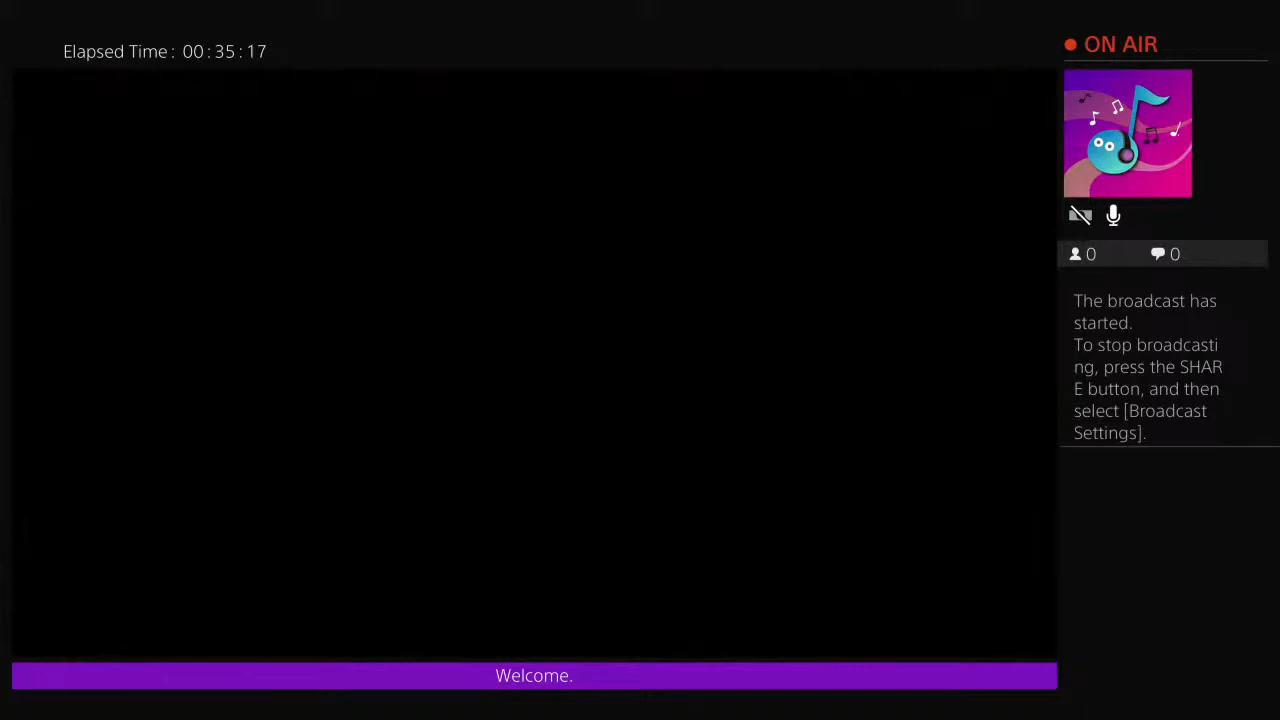 Elapsed Time : 00:35:17
ON AIR
0
0
The broadcast has
started.
To stop broadcasti
ng, press the SHAR
E button, and then
select [Broadcast
Settings].
Welcome.